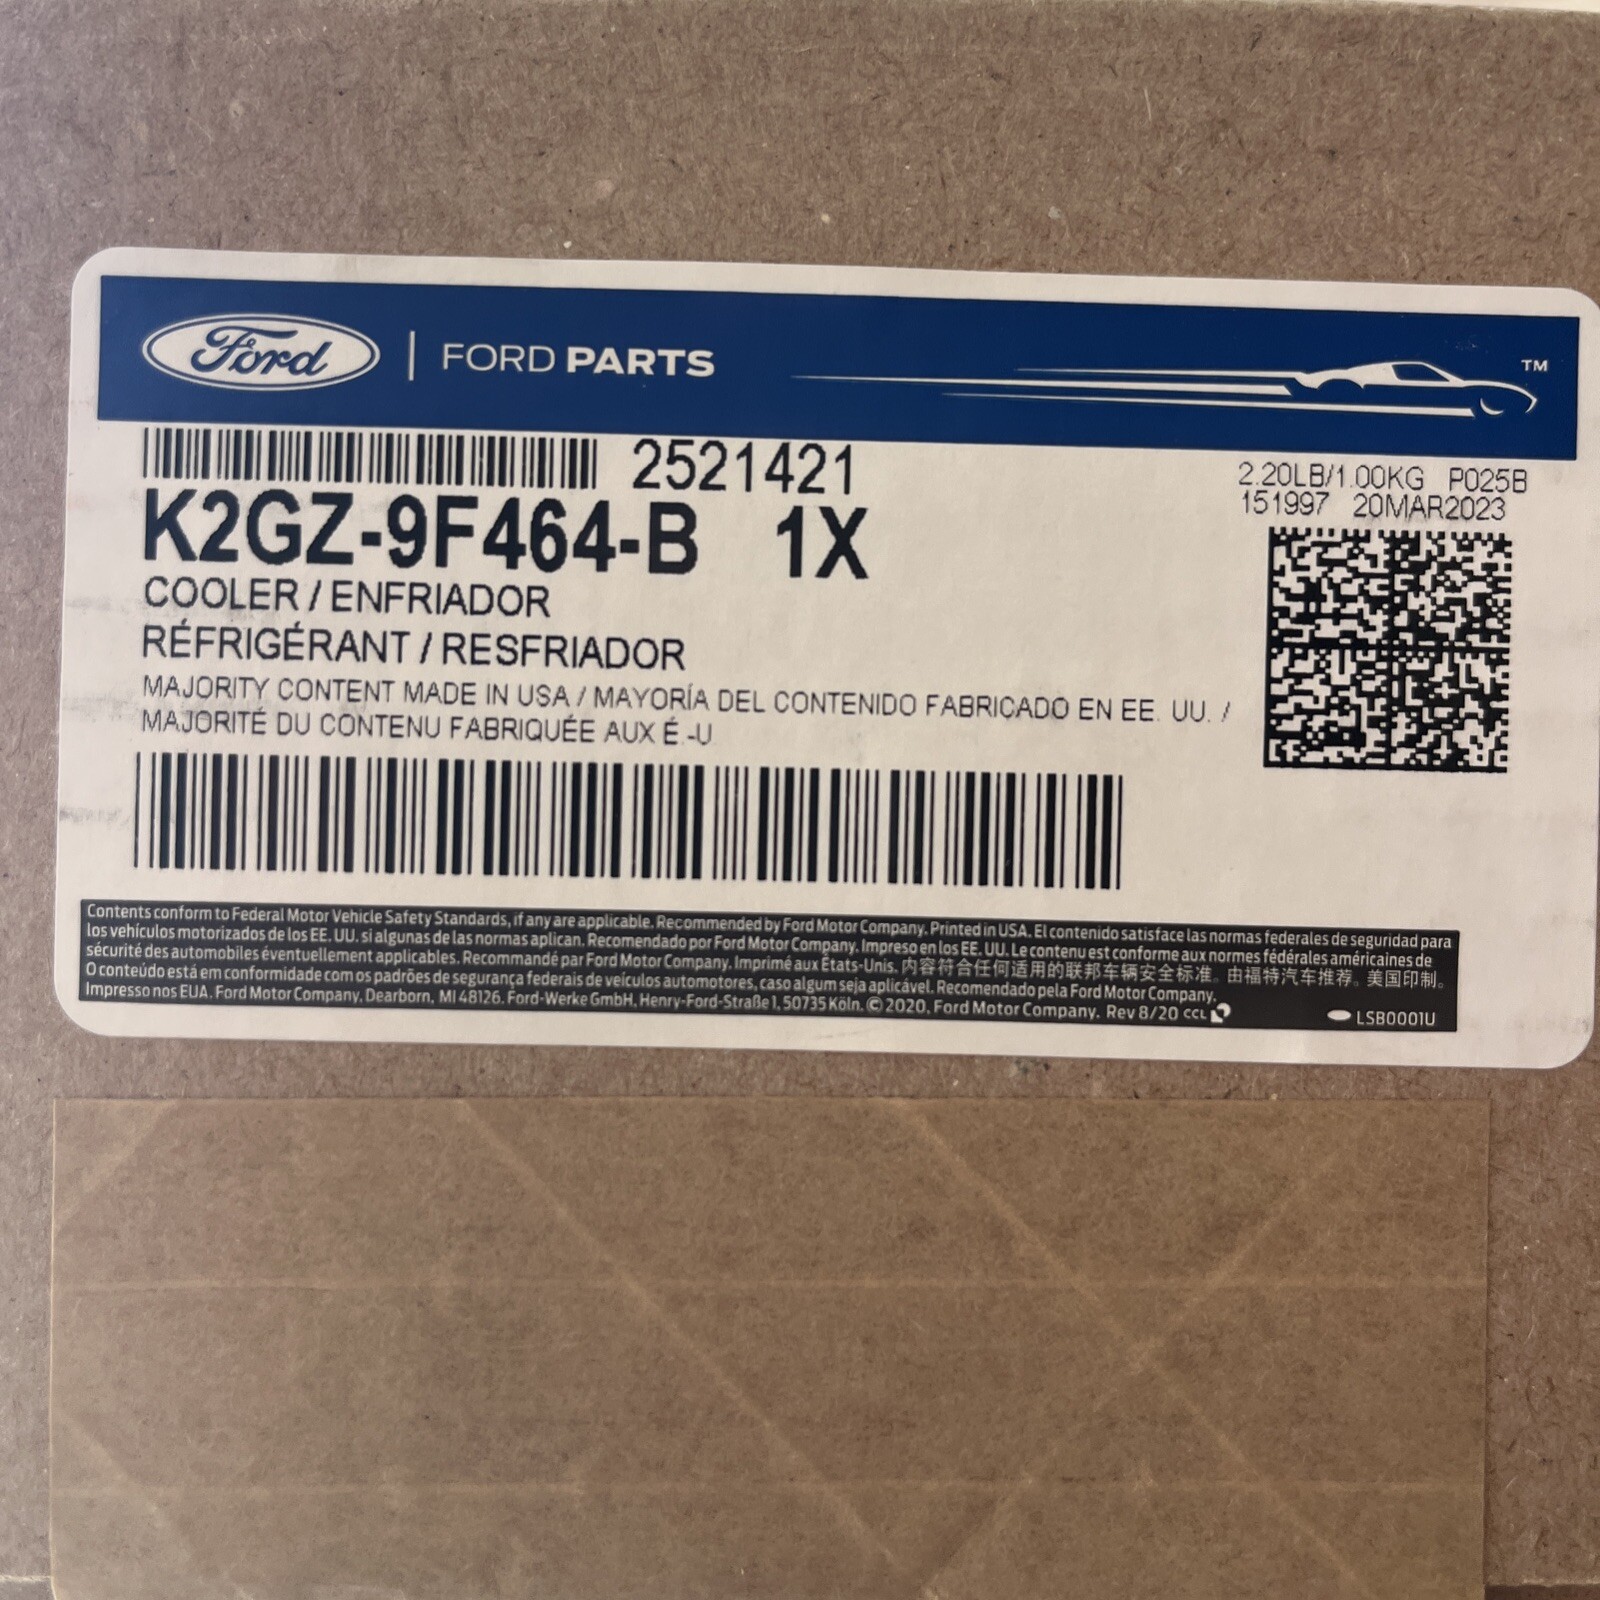 Ford | FORD PARTS ™
2521421
2.20LB/1.00KG P025B
151997 20MAR2023
K2GZ-9F464-B 1X
COOLER / ENFRIADOR
RÉFRIGÉRANT / RESFRIADOR
MAJORITY CONTENT MADE IN USA / MAYORÍA DEL CONTENIDO FABRICADO EN EE. UU. /
MAJORITÉ DU CONTENU FABRIQUÉE AUX É.-U
Contents conform to Federal Motor Vehicle Safety Standards, if any are applicable. Recommended by Ford Motor Company. Printed in USA. El contenido satisface las normas federales de seguridad para
los vehículos motorizados de los EE. UU. si algunas de las normas aplican. Recomendado por Ford Motor Company. Impreso en los EE. UU. Le contenu est conforme aux normes fédérales américaines de
sécurité des automobiles éventuellement applicables. Recommandé par Ford Motor Company. Imprimé aux États-Unis. 内容符合任何适用的联邦车辆安全标准。由福特汽车推荐。美国印制。
O conteúdo está em conformidade com os padrões de segurança federais de veículos automotores, caso algum seja aplicável. Recomendado pela Ford Motor Company.
Impresso nos EUA. Ford Motor Company, Dearborn, MI 48126. Ford-Werke GmbH, Henry-Ford-Straße 1, 50735 Köln. © 2020, Ford Motor Company. Rev 8/20 CCL
LSB0001U